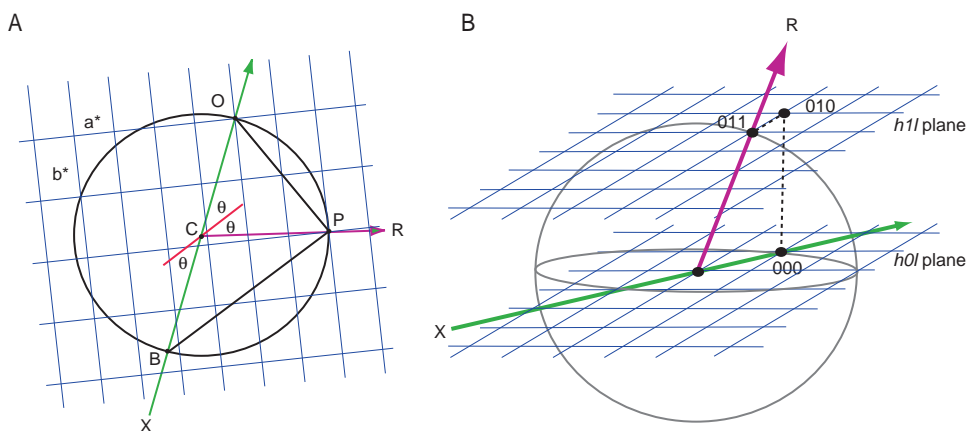 A
O
a*
b*
θ
C
θ
P
R
θ
B
X
B
R
010
011
h1l plane
000
h0l plane
X